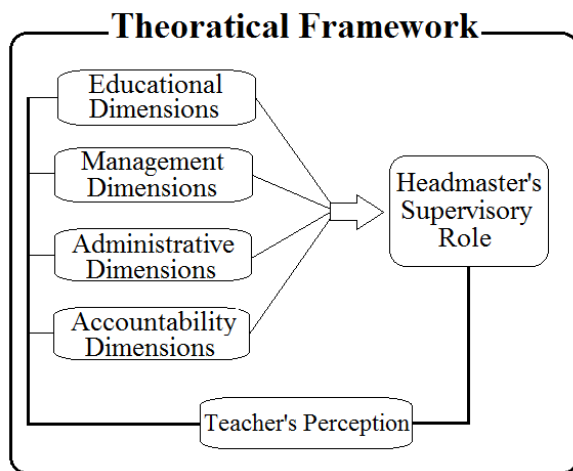 Theoratical Framework
Educational
Dimensions
Management
Dimensions
Administrative
Dimensions
Accountability
Dimensions
Headmaster's
Supervisory
Role
Teacher's Perception